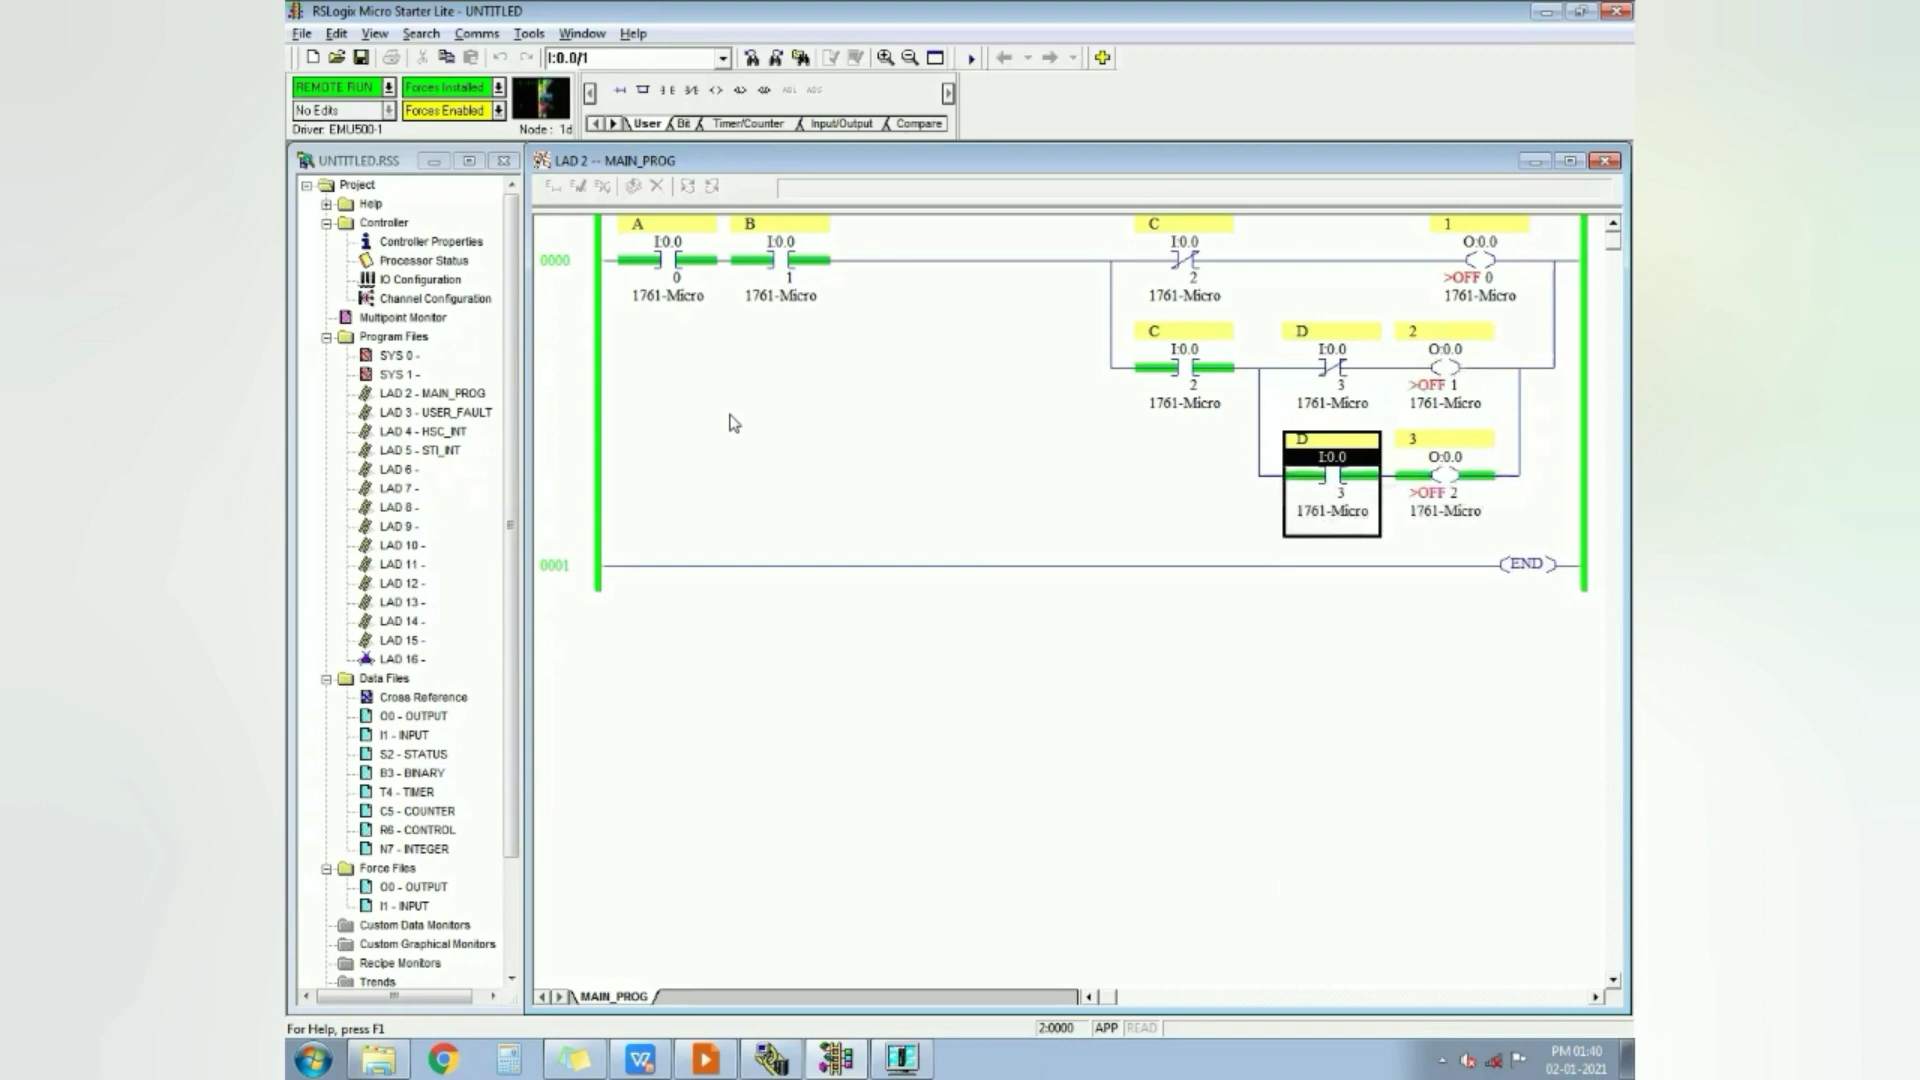 RSLogix Micro Starter Lite - UNTITLED
File Edit View Search Comms Tools Window Help
I:0.0/1
REMOTE RUN Forces Installed
No Edits Forces Enabled
Driver: EMU500-1 Node: 1d
User Bit Timer/Counter Input/Output Compare
UNTITLED.RSS
Project
Help
Controller
Controller Properties
Processor Status
IO Configuration
Channel Configuration
Multipoint Monitor
Program Files
SYS 0 -
SYS 1 -
LAD 2 - MAIN_PROG
LAD 3 - USER_FAULT
LAD 4 - HSC_INT
LAD 5 - STI_INT
LAD 6 -
LAD 7 -
LAD 8 -
LAD 9 -
LAD 10 -
LAD 11 -
LAD 12 -
LAD 13 -
LAD 14 -
LAD 15 -
LAD 16 -
Data Files
Cross Reference
O0 - OUTPUT
I1 - INPUT
S2 - STATUS
B3 - BINARY
T4 - TIMER
C5 - COUNTER
R6 - CONTROL
N7 - INTEGER
Force Files
O0 - OUTPUT
I1 - INPUT
Custom Data Monitors
Custom Graphical Monitors
Recipe Monitors
Trends
LAD 2 -- MAIN_PROG
A B C 1
I:0.0 I:0.0 I:0.0 O:0.0
0000
0 1 2 >OFF 0
1761-Micro 1761-Micro 1761-Micro 1761-Micro
C D 2
I:0.0 I:0.0 O:0.0
2 3 >OFF 1
1761-Micro 1761-Micro 1761-Micro
D 3
I:0.0 O:0.0
3 >OFF 2
1761-Micro 1761-Micro
0001 END
MAIN_PROG
For Help, press F1 2:0000 APP READ
PM 01:40
02-01-2021